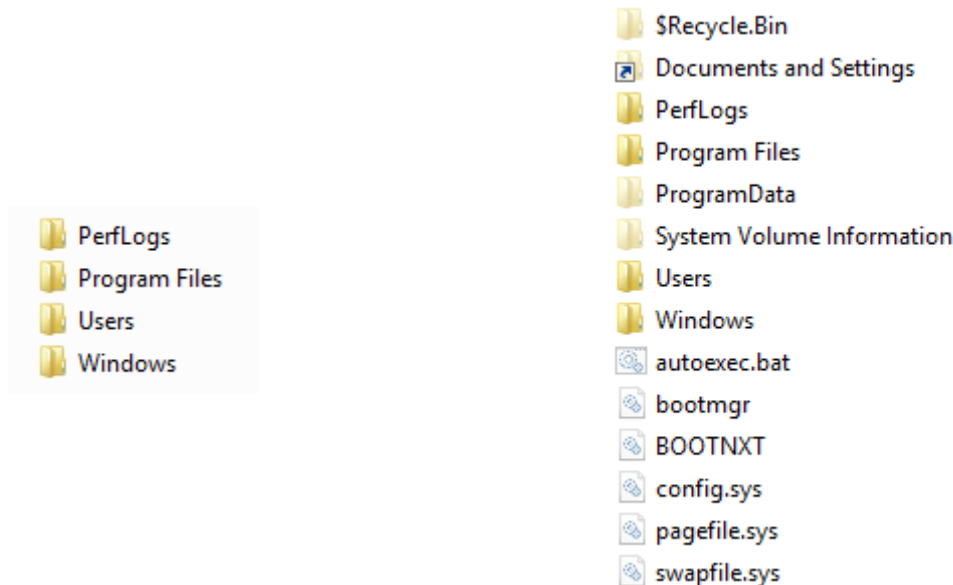 PerfLogs
Program Files
Users
Windows
$Recycle.Bin
Documents and Settings
PerfLogs
Program Files
ProgramData
System Volume Information
Users
Windows
autoexec.bat
bootmgr
BOOTNXT
config.sys
pagefile.sys
swapfile.sys